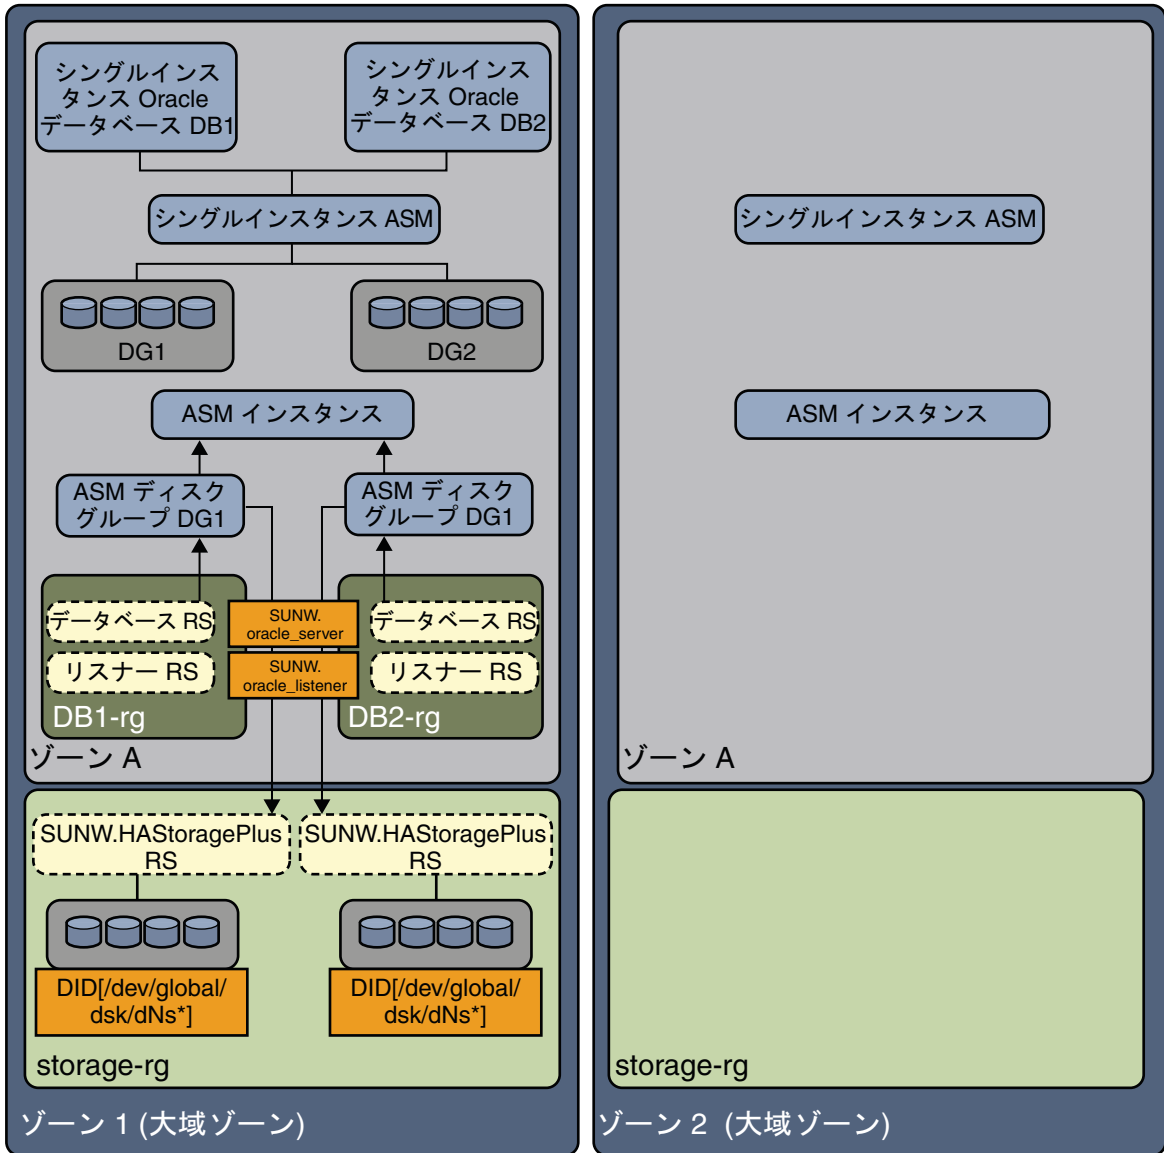 シングルインス
タンス Oracle
データベース DB1
シングルインス
タンス Oracle
データベース DB2
シングルインスタンス ASM
DG1
DG2
ASM インスタンス
ASM ディスク
グループ DG1
ASM ディスク
グループ DG1
データベース RS
リスナー RS
DB1-rg
SUNW.
oracle_server
SUNW.
oracle_listener
データベース RS
リスナー RS
DB2-rg
ゾーン A
SUNW.HAStoragePlus
RS
SUNW.HAStoragePlus
RS
DID[/dev/global/
dsk/dNs*]
DID[/dev/global/
dsk/dNs*]
storage-rg
ゾーン 1 (大域ゾーン)
シングルインスタンス ASM
ASM インスタンス
ゾーン A
storage-rg
ゾーン 2 (大域ゾーン)